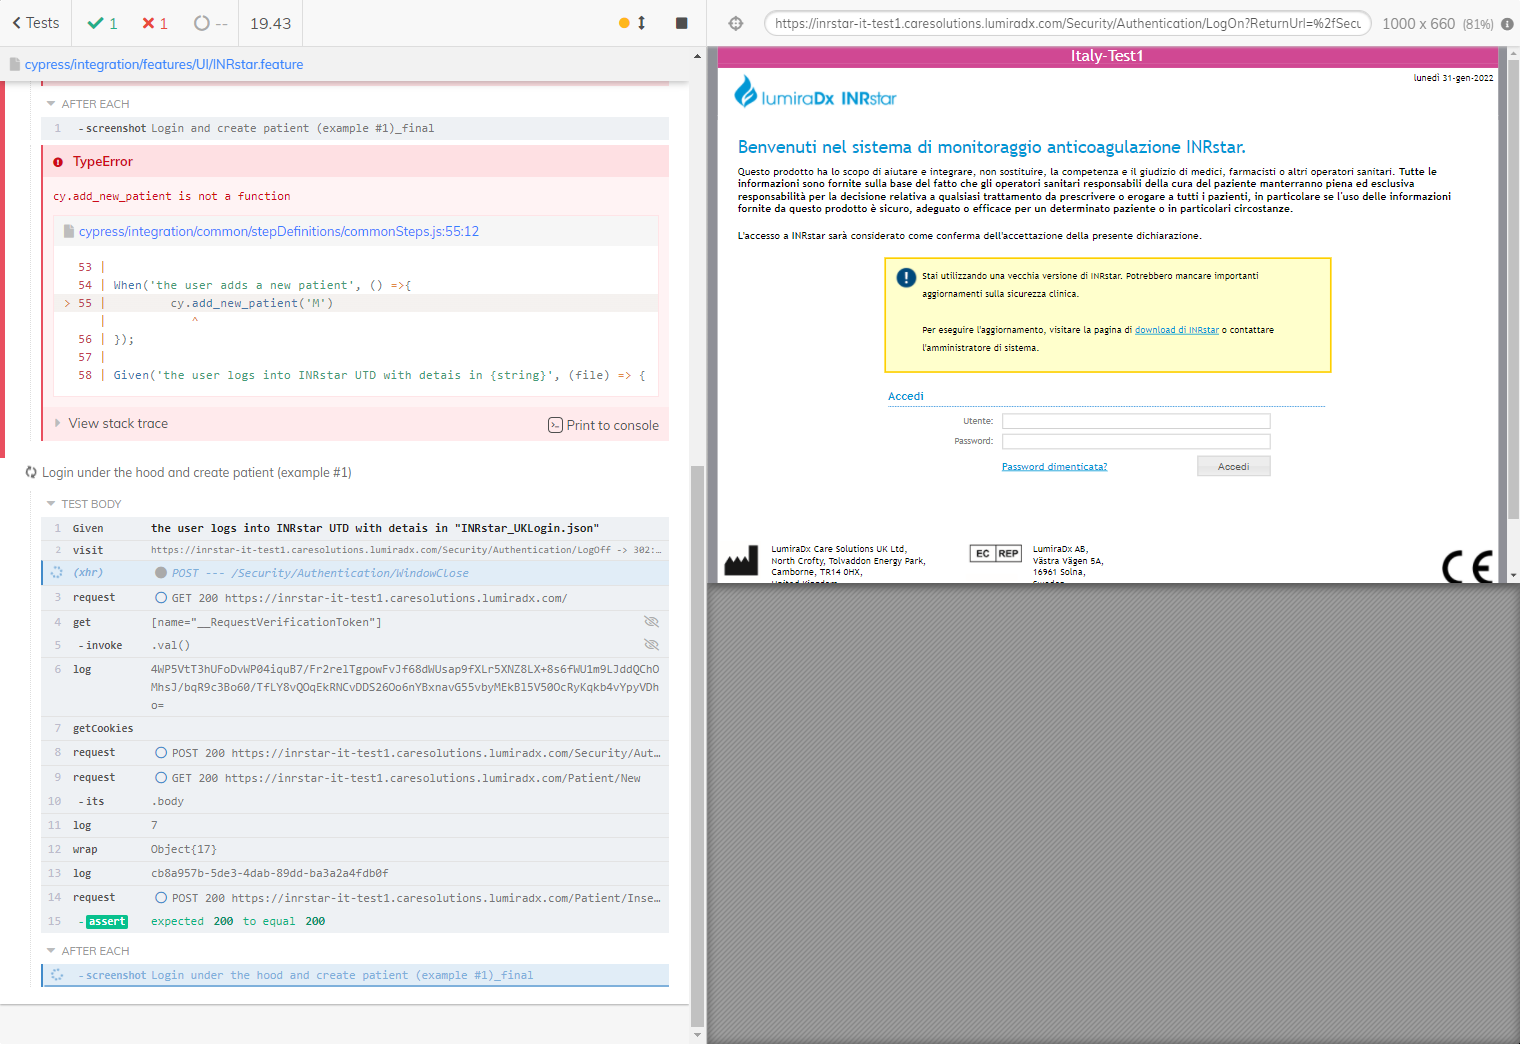 Tests
1
1
--
19.43
cypress/integration/features/UI/INRstar.feature
AFTER EACH
1 -screenshot Login and create patient (example #1)_final
TypeError
cy.add_new_patient is not a function
cypress/integration/common/stepDefinitions/commonSteps.js:55:12
53 |
54 | When('the user adds a new patient', () =>{
> 55 | cy.add_new_patient('M')
| ^
56 | });
57 |
58 | Given('the user logs into INRstar UTD with detais in {string}', (file) => {
View stack trace
Print to console
Login under the hood and create patient (example #1)
TEST BODY
1 Given the user logs into INRstar UTD with detais in "INRstar_UKLogin.json"
2 visit https://inrstar-it-test1.caresolutions.lumiradx.com/Security/Authentication/LogOff -> 302:…
(xhr) POST --- /Security/Authentication/WindowClose
3 request GET 200 https://inrstar-it-test1.caresolutions.lumiradx.com/
4 get [name="__RequestVerificationToken"]
5 -invoke .val()
6 log 4WP5VtT3hUFoDvWP04iquB7/Fr2relTgpowFvJf68dWUsap9fXLr5XNZ8LX+8s6fWU1m9LJddQChO
MhsJ/bqR9c3Bo60/TfLY8vQOqEkRNCvDDS26Oo6nYBxnavG55vbyMEkBl5V50OcRyKqkb4vYpyVDh
o=
7 getCookies
8 request POST 200 https://inrstar-it-test1.caresolutions.lumiradx.com/Security/Aut…
9 request GET 200 https://inrstar-it-test1.caresolutions.lumiradx.com/Patient/New
10 -its .body
11 log 7
12 wrap Object{17}
13 log cb8a957b-5de3-4dab-89dd-ba3a2a4fdb0f
14 request POST 200 https://inrstar-it-test1.caresolutions.lumiradx.com/Patient/Inse…
15 -assert expected 200 to equal 200
AFTER EACH
-screenshot Login under the hood and create patient (example #1)_final
https://inrstar-it-test1.caresolutions.lumiradx.com/Security/Authentication/LogOn?ReturnUrl=%2fSecu
1000 x 660 (81%)
Italy-Test1
lunedì 31-gen-2022
lumiraDx INRstar
Benvenuti nel sistema di monitoraggio anticoagulazione INRstar.
Questo prodotto ha lo scopo di aiutare e integrare, non sostituire, la competenza e il giudizio di medici, farmacisti o altri operatori sanitari. Tutte le
informazioni sono fornite sulla base del fatto che gli operatori sanitari responsabili della cura del paziente manterranno piena ed esclusiva
responsabilità per la decisione relativa a qualsiasi trattamento da prescrivere o erogare a tutti i pazienti, in particolare se l'uso delle informazioni
fornite da questo prodotto è sicuro, adeguato o efficace per un determinato paziente o in particolari circostanze.
L'accesso a INRstar sarà considerato come conferma dell'accettazione della presente dichiarazione.
Stai utilizzando una vecchia versione di INRstar. Potrebbero mancare importanti
aggiornamenti sulla sicurezza clinica.
Per eseguire l'aggiornamento, visitare la pagina di download di INRstar o contattare
l'amministratore di sistema.
Accedi
Utente:
Password:
Password dimenticata?
Accedi
LumiraDx Care Solutions UK Ltd,
North Crofty, Tolvaddon Energy Park,
Camborne, TR14 0HX,
United Kingdom
EC REP
LumiraDx AB,
Västra Vägen 5A,
16961 Solna,
Sweden
CE